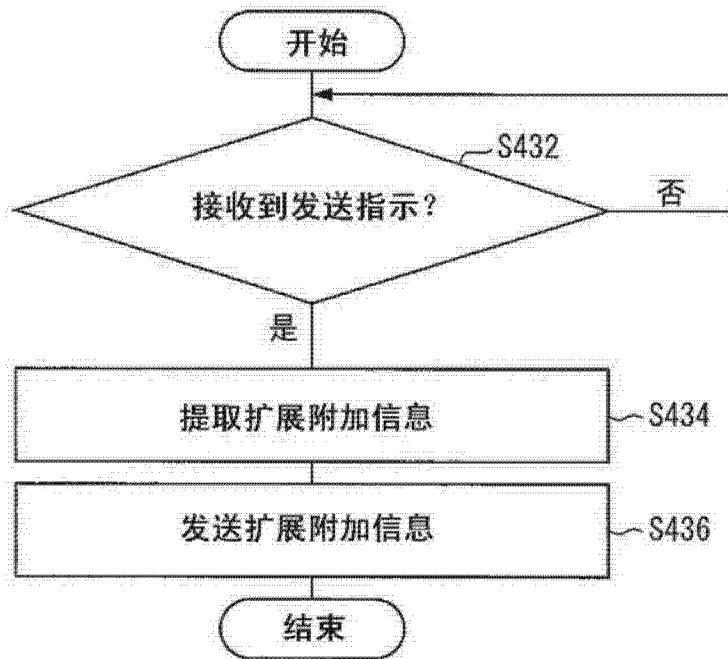 开始
S432
接收到发送指示？
否
是
提取扩展附加信息
S434
发送扩展附加信息
S436
结束